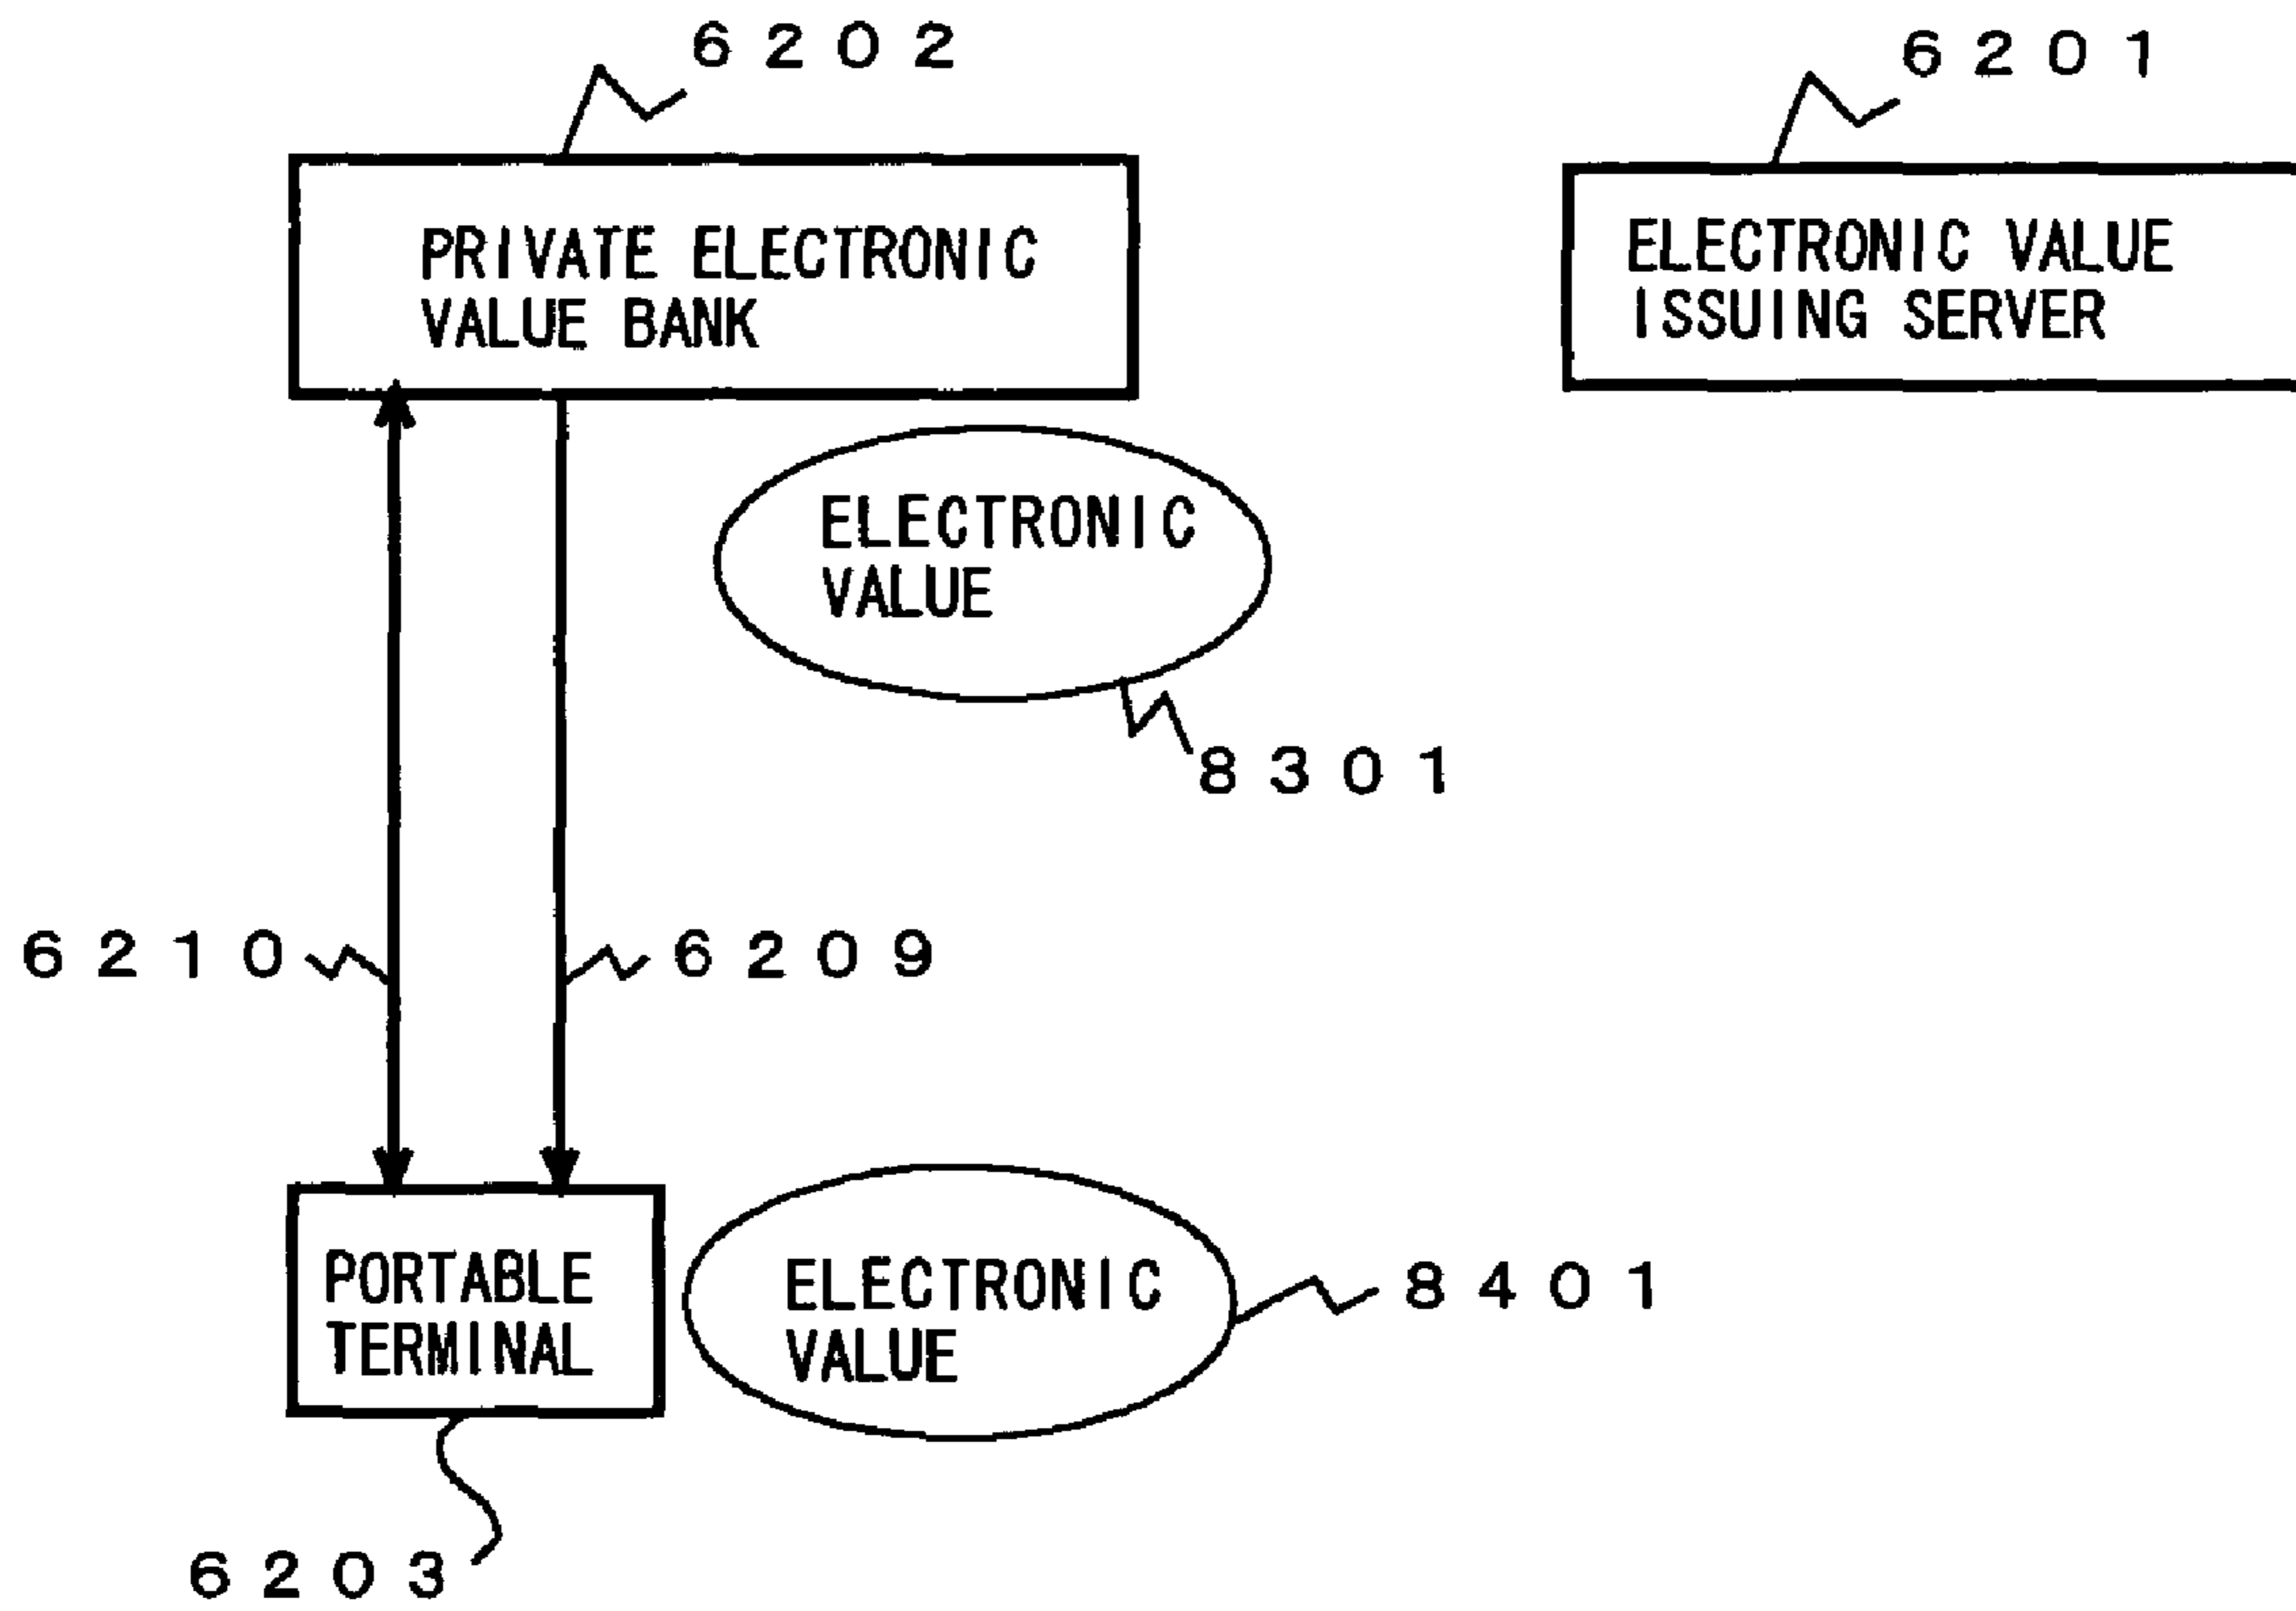 6202
6201
PRIVATE ELECTRONIC
VALUE BANK
ELECTRONIC VALUE
ISSUING SERVER
ELECTRONIC
VALUE
8301
6210
6209
PORTABLE
TERMINAL
ELECTRONIC
VALUE
8401
6203